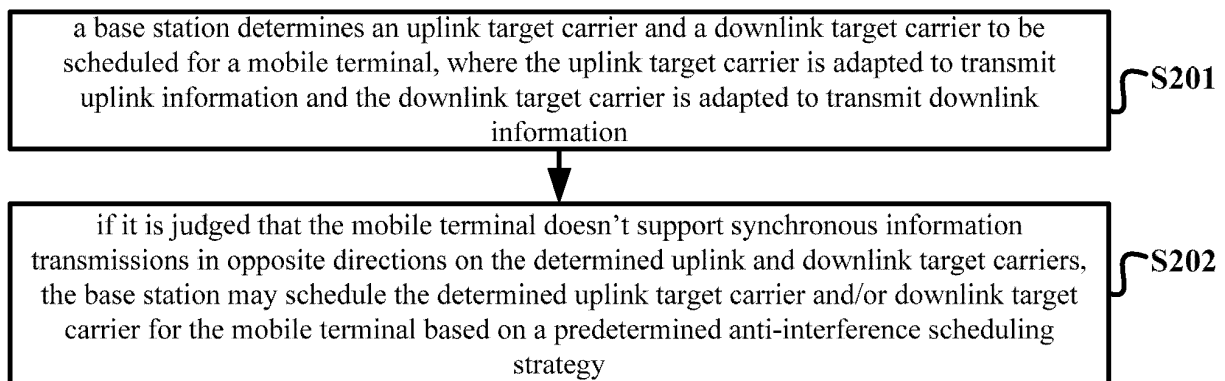 a base station determines an uplink target carrier and a downlink target carrier to be
scheduled for a mobile terminal, where the uplink target carrier is adapted to transmit
uplink information and the downlink target carrier is adapted to transmit downlink
information
S201
if it is judged that the mobile terminal doesn’t support synchronous information
transmissions in opposite directions on the determined uplink and downlink target carriers,
the base station may schedule the determined uplink target carrier and/or downlink target
carrier for the mobile terminal based on a predetermined anti-interference scheduling
strategy
S202